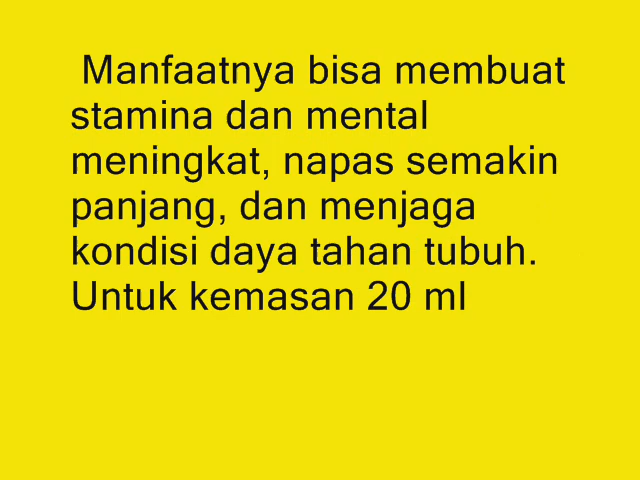 Manfaatnya bisa membuat
stamina dan mental
meningkat, napas semakin
panjang, dan menjaga
kondisi daya tahan tubuh.
Untuk kemasan 20 ml